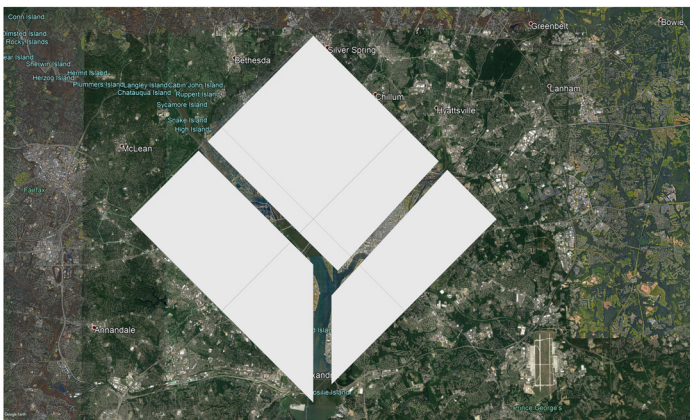 Conn Island
Bowie
Greenbelt
Olmsted Island
Rocky Islands
Silver Spring
Bear Island
Bethesda
Sherwin Island
Hermit Island
Herzog Island
Plummers Island
Langley Island
Cabin John Island
Lanham
Chatauqua Island
Ruppert Island
Chillum
Sycamore Island
Hyattsville
Snake Island
High Island
McLean
Fairfax
Annandale
Prince George's
Google Earth